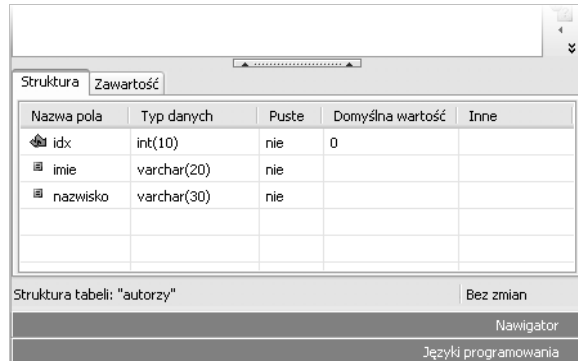 Struktura Zawartość
Nazwa pola Typ danych Puste Domyślna wartość Inne
idx int(10) nie 0
imie varchar(20) nie
nazwisko varchar(30) nie
Struktura tabeli: "autorzy" Bez zmian
Nawigator
Języki programowania